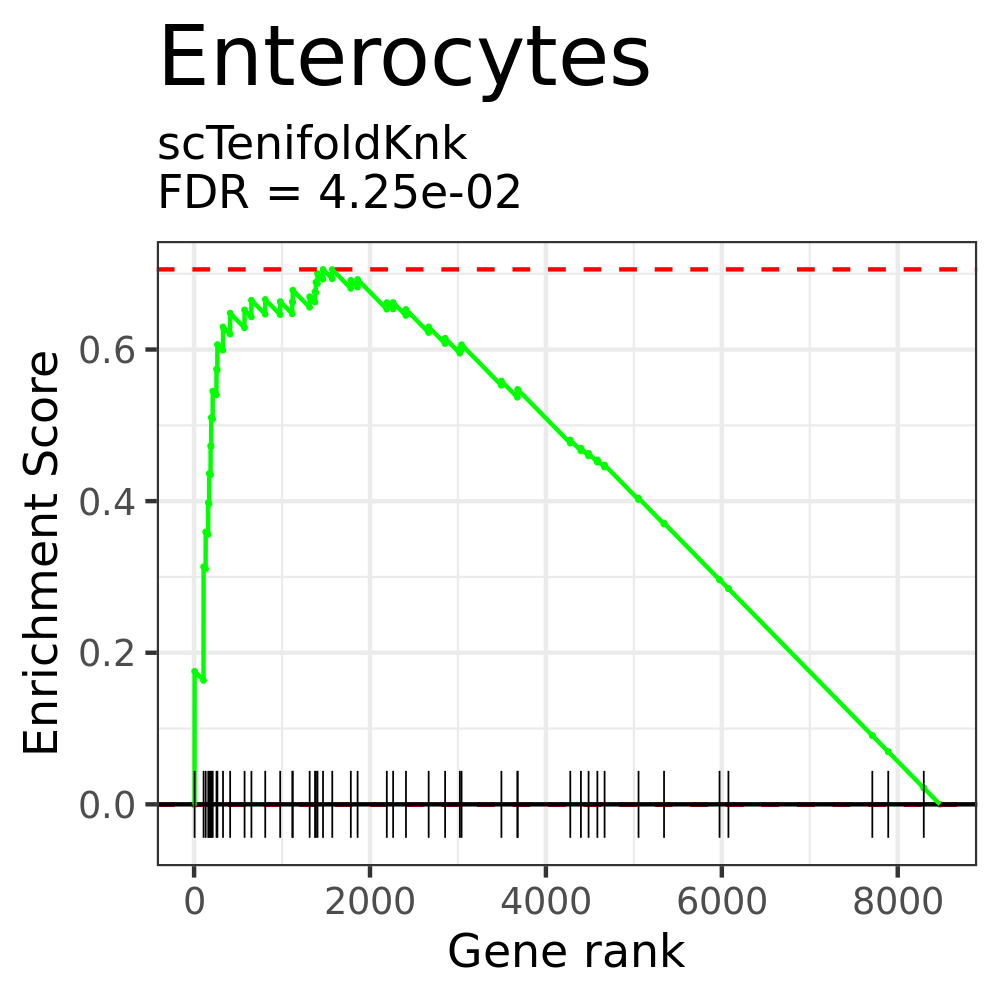 Enterocytes
scTenifoldKnk
FDR = 4.25e-02
Enrichment Score
0.6
0.4
0.2
0.0
0 2000 4000 6000 8000
Gene rank